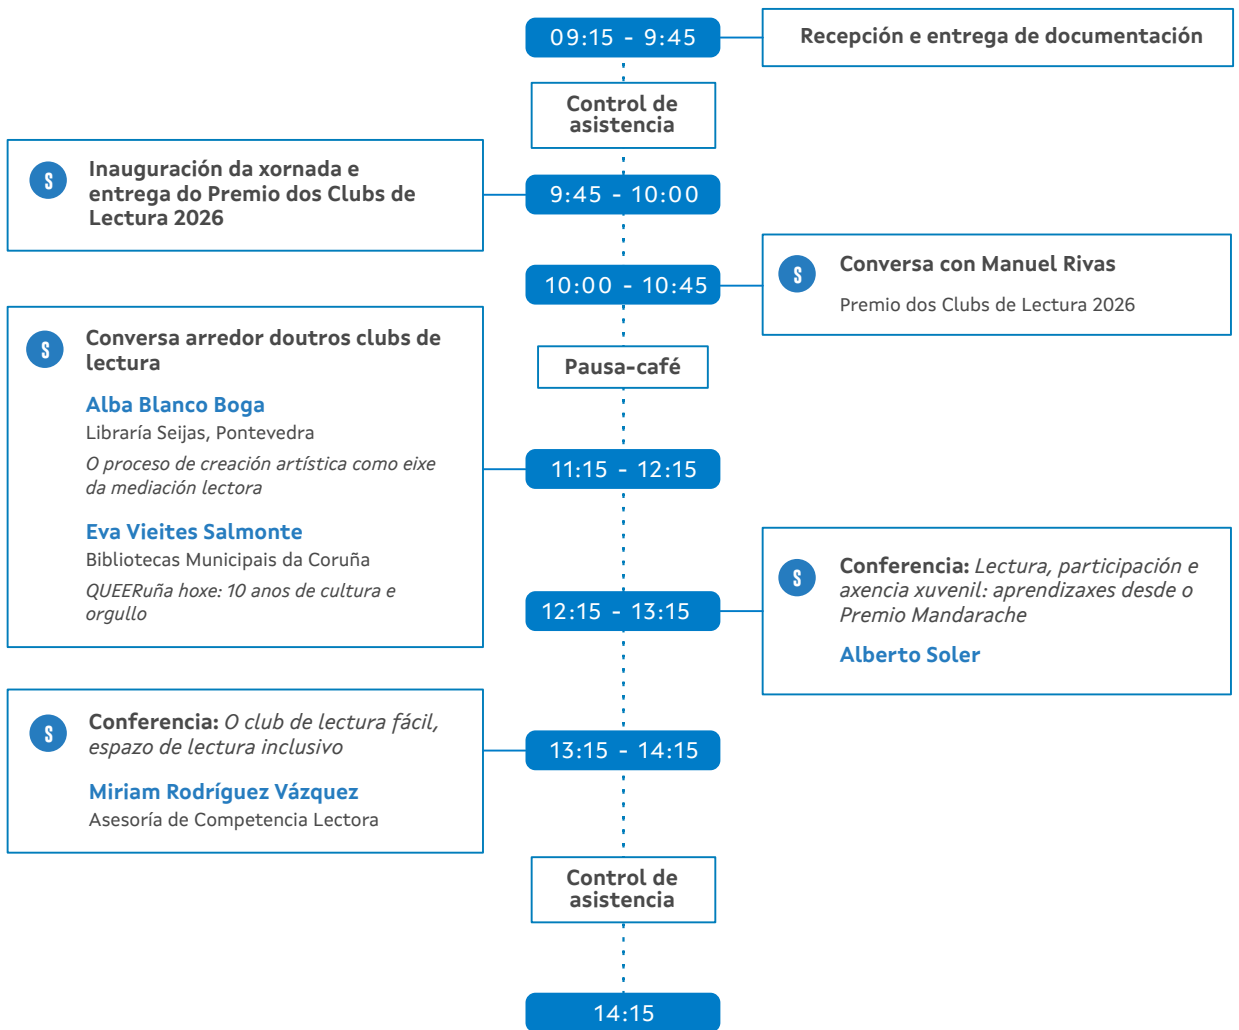 09:15 - 9:45
Recepción e entrega de documentación
Control de
asistencia
S
Inauguración da xornada e
entrega do Premio dos Clubs de
Lectura 2026
9:45 - 10:00
10:00 - 10:45
S
Conversa con Manuel Rivas
Premio dos Clubs de Lectura 2026
Pausa-café
S
Conversa arredor doutros clubs de
lectura
Alba Blanco Boga
Libraría Seijas, Pontevedra
O proceso de creación artística como eixe
da mediación lectora
Eva Vieites Salmonte
Bibliotecas Municipais da Coruña
QUEERuña hoxe: 10 anos de cultura e
orgullo
11:15 - 12:15
12:15 - 13:15
S
Conferencia: Lectura, participación e
axencia xuvenil: aprendizaxes desde o
Premio Mandarache
Alberto Soler
S
Conferencia: O club de lectura fácil,
espazo de lectura inclusivo
Miriam Rodríguez Vázquez
Asesoría de Competencia Lectora
13:15 - 14:15
Control de
asistencia
14:15